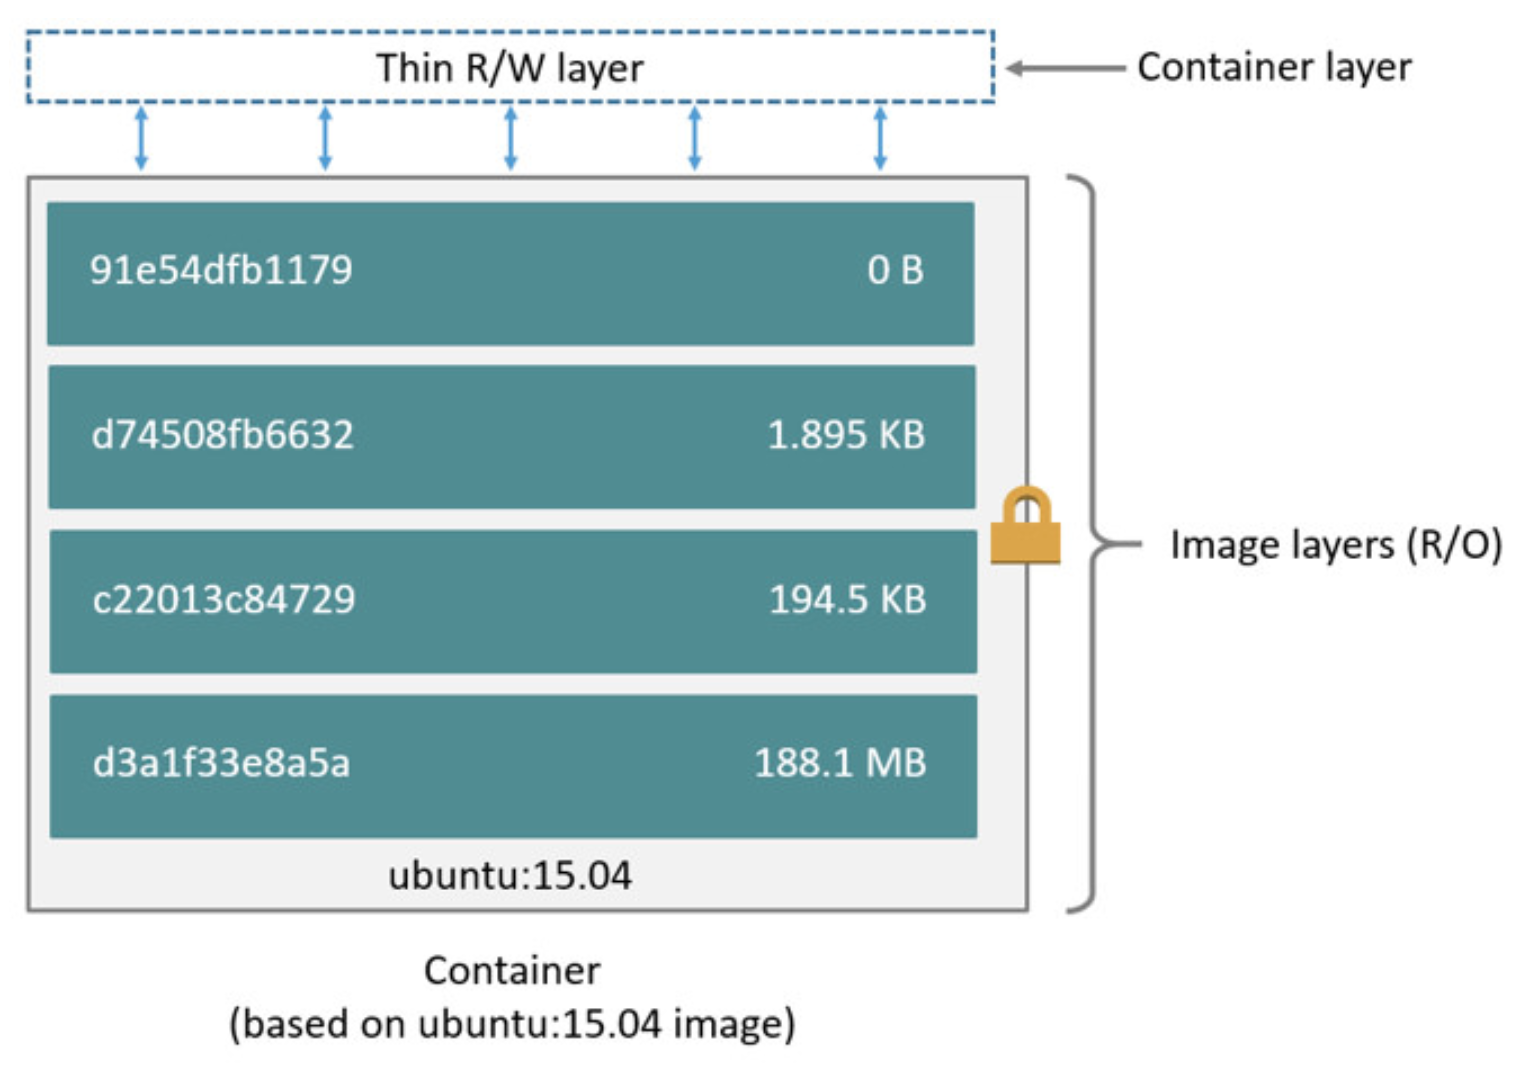 Thin R/W layer
Container layer
91e54dfb1179 0 B
d74508fb6632 1.895 KB
c22013c84729 194.5 KB
Image layers (R/O)
d3a1f33e8a5a 188.1 MB
ubuntu:15.04
Container
(based on ubuntu:15.04 image)